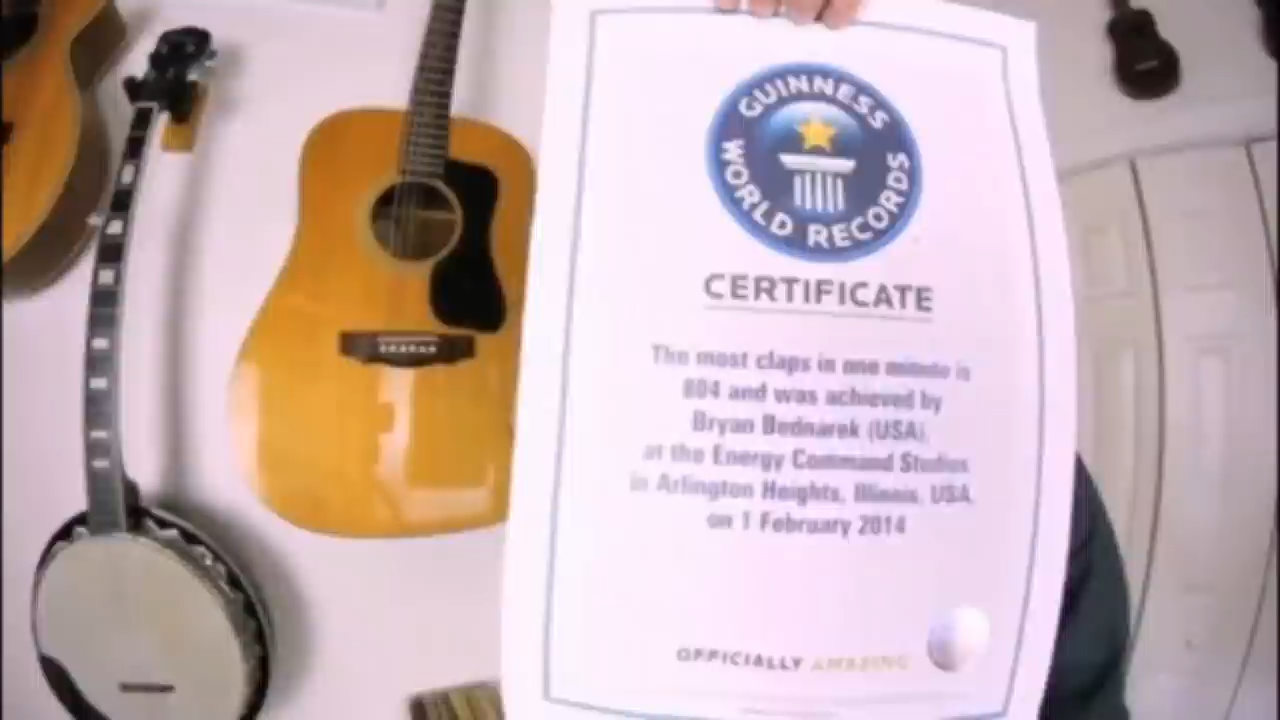 GUINNESS
WORLD RECORDS
CERTIFICATE
The most claps in one minute is
804 and was achieved by
Bryan Bednarek (USA),
at the Energy Command Studios
in Arlington Heights, Illinois, USA
on 1 February 2014
OFFICIALLY AMAZING